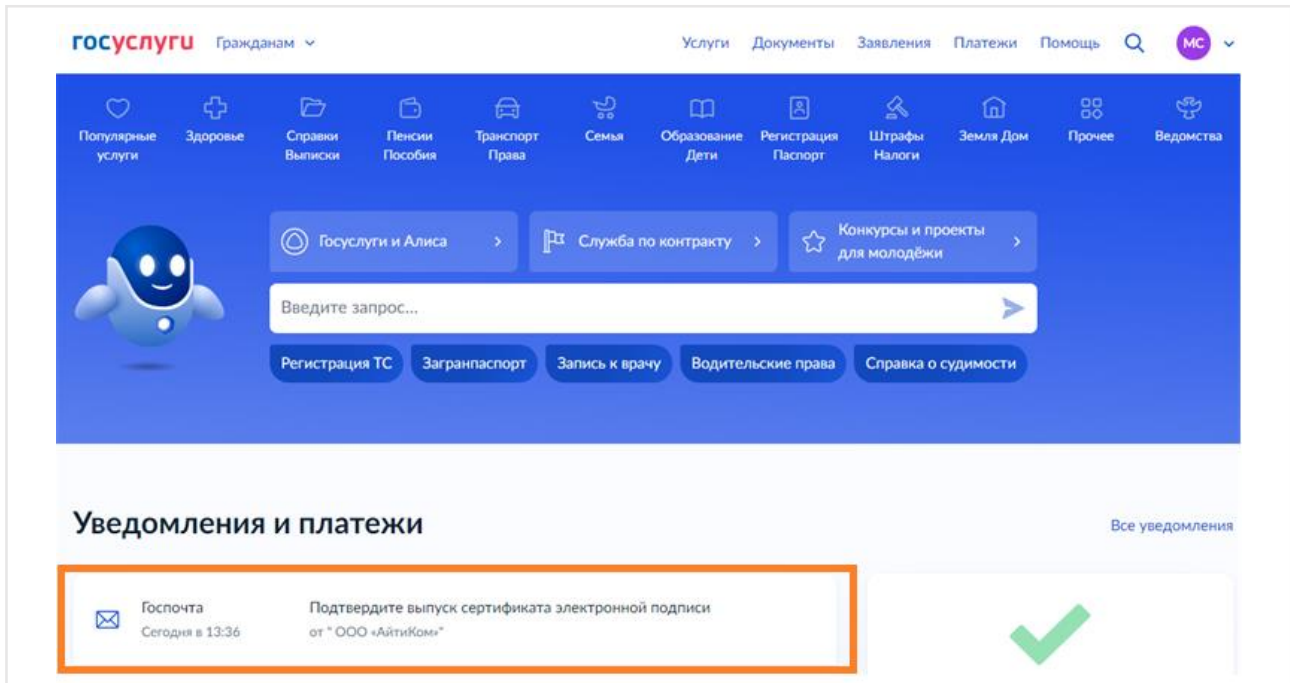 госуслуги Гражданам Услуги Документы Заявления Платежи Помощь МС
Популярные услуги
Здоровье
Справки Выписки
Пенсии Пособия
Транспорт Права
Семья
Образование Дети
Регистрация Паспорт
Штрафы Налоги
Земля Дом
Прочее
Ведомства
Госуслуги и Алиса
Служба по контракту
Конкурсы и проекты
для молодёжи
Введите запрос...
Регистрация ТС Загранпаспорт Запись к врачу Водительские права Справка о судимости
Уведомления и платежи
Все уведомления
Госпочта Подтвердите выпуск сертификата электронной подписи
Сегодня в 13:36 от " ООО «АйтиКом»"